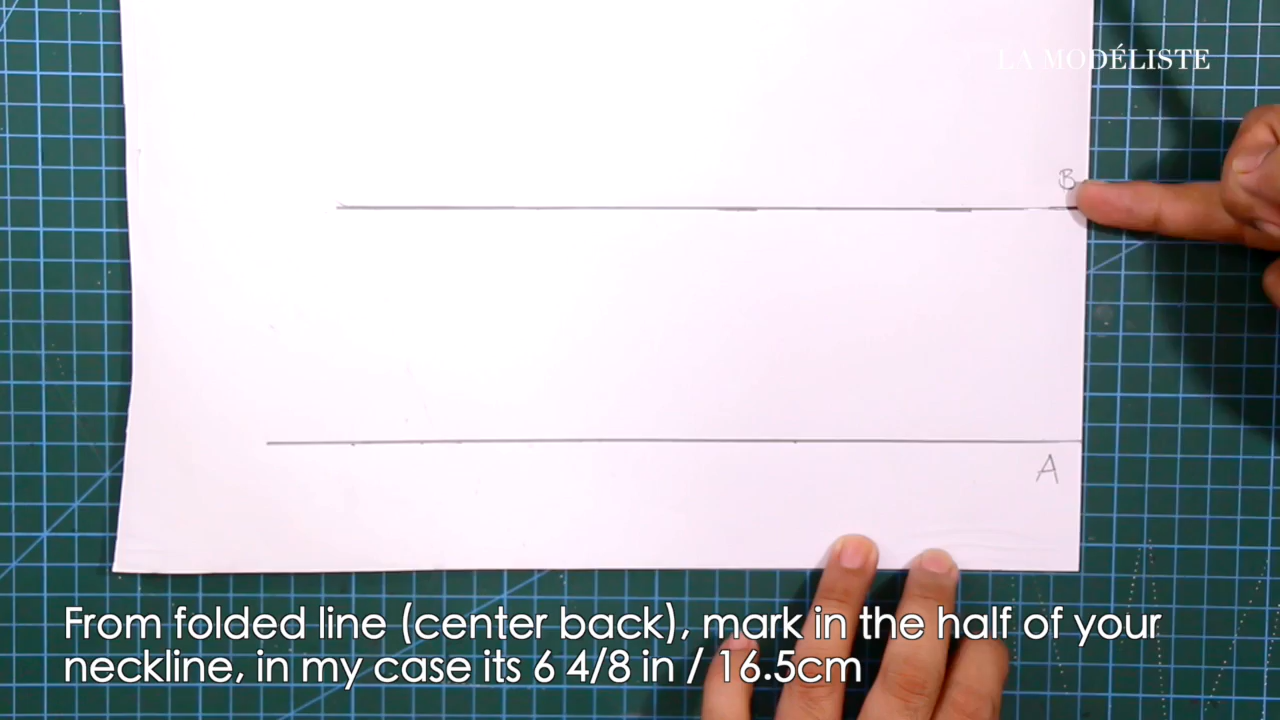 LA MODÉLISTE
B
A
From folded line (center back), mark in the half of your
neckline, in my case its 6 4/8 in / 16.5cm